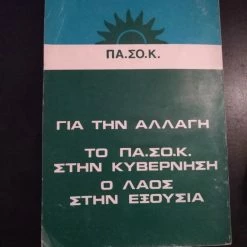 ΠΑ.ΣΟ.Κ.
ΓΙΑ ΤΗΝ ΑΛΛΑΓΗ
ΤΟ ΠΑ.ΣΟ.Κ.
ΣΤΗΝ ΚΥΒΕΡΝΗΣΗ
Ο ΛΑΟΣ
ΣΤΗΝ ΕΞΟΥΣΙΑ